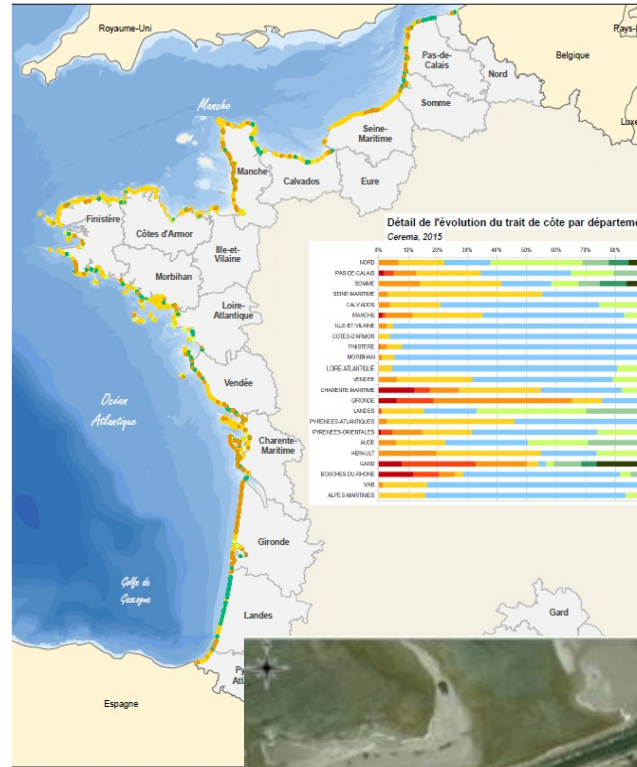 Royaume-Uni
Pays-
Belgique
Pas-de-
Calais
Nord
Somme
Luxe
Manche
Seine-
Maritime
Manche
Calvados
Eure
Finistère
Côtes d'Armor
Ille-et-
Vilaine
Morbihan
Loire-
Atlantique
Vendée
Océan
Atlantique
Charente-
Maritime
Gironde
Golfe de
Gascogne
Landes
Gard
Py
Atl
Espagne
Détail de l'évolution du trait de côte par départeme
Cerema, 2015
0% 10% 20% 30% 40% 50% 60% 70% 80%
NORD
PAS-DE-CALAIS
SOMME
SEINE-MARITIME
CALVADOS
MANCHE
ILLE-ET-VILAINE
COTES-D'ARMOR
FINISTERE
MORBIHAN
LOIRE-ATLANTIQUE
VENDEE
CHARENTE-MARITIME
GIRONDE
LANDES
PYRENEES-ATLANTIQUES
PYRENEES-ORIENTALES
AUDE
HERAULT
GARD
BOUCHES-DU-RHONE
VAR
ALPES-MARITIMES